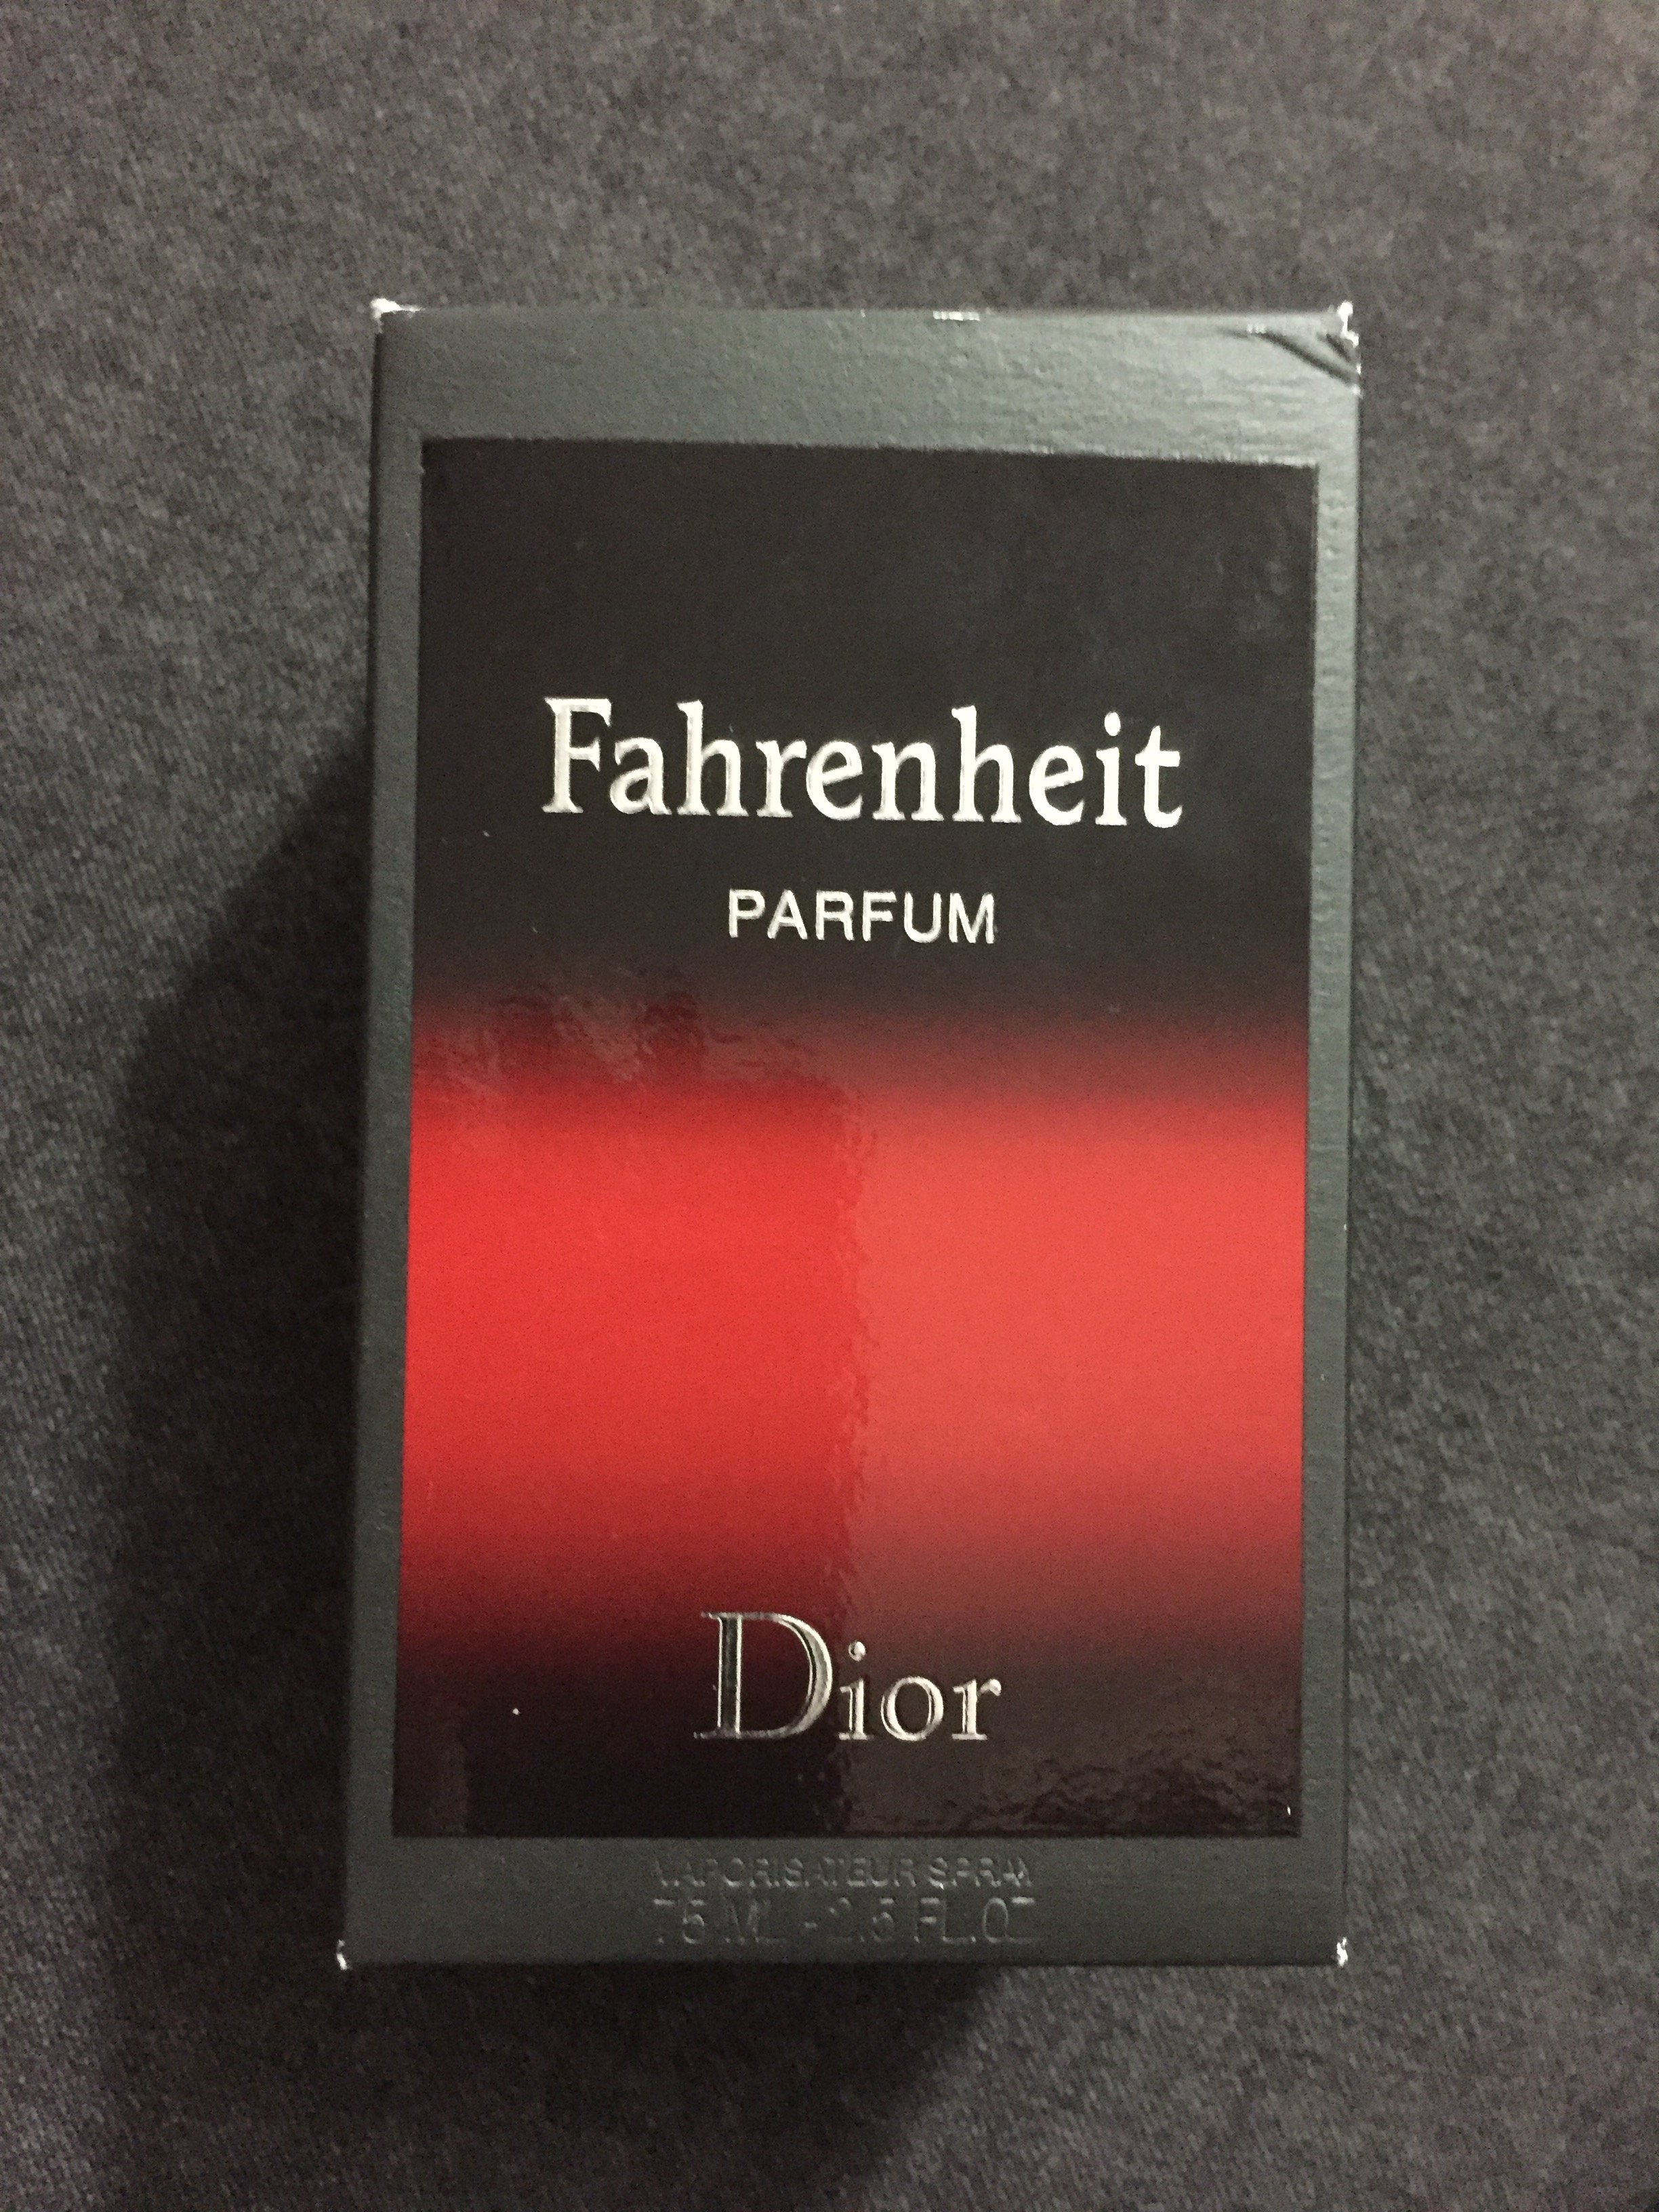 Fahrenheit
PARFUM
Dior
VAPORISATEUR SPRAY
75 ML - 2.5 FL.OZ